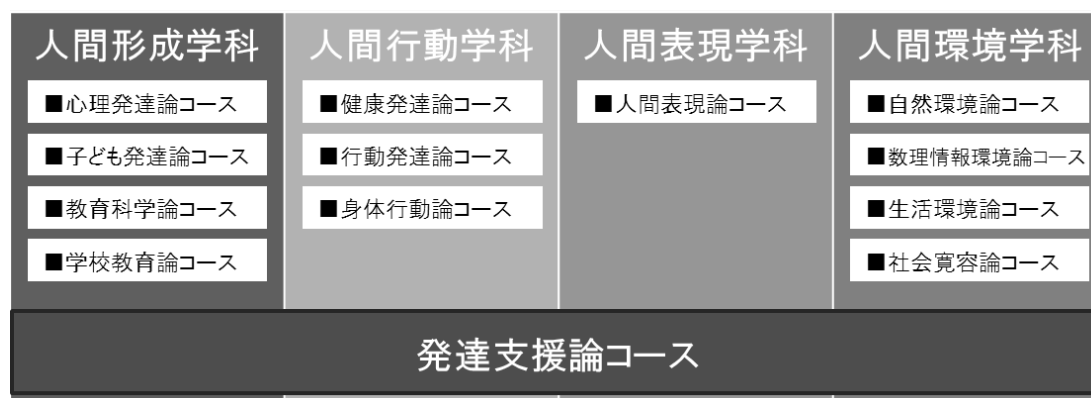 人間形成学科
■心理発達論コース
■子ども発達論コース
■教育科学論コース
■学校教育論コース
人間行動学科
■健康発達論コース
■行動発達論コース
■身体行動論コース
人間表現学科
■人間表現論コース
人間環境学科
■自然環境論コース
■数理情報環境論コース
■生活環境論コース
■社会寛容論コース
発達支援論コース